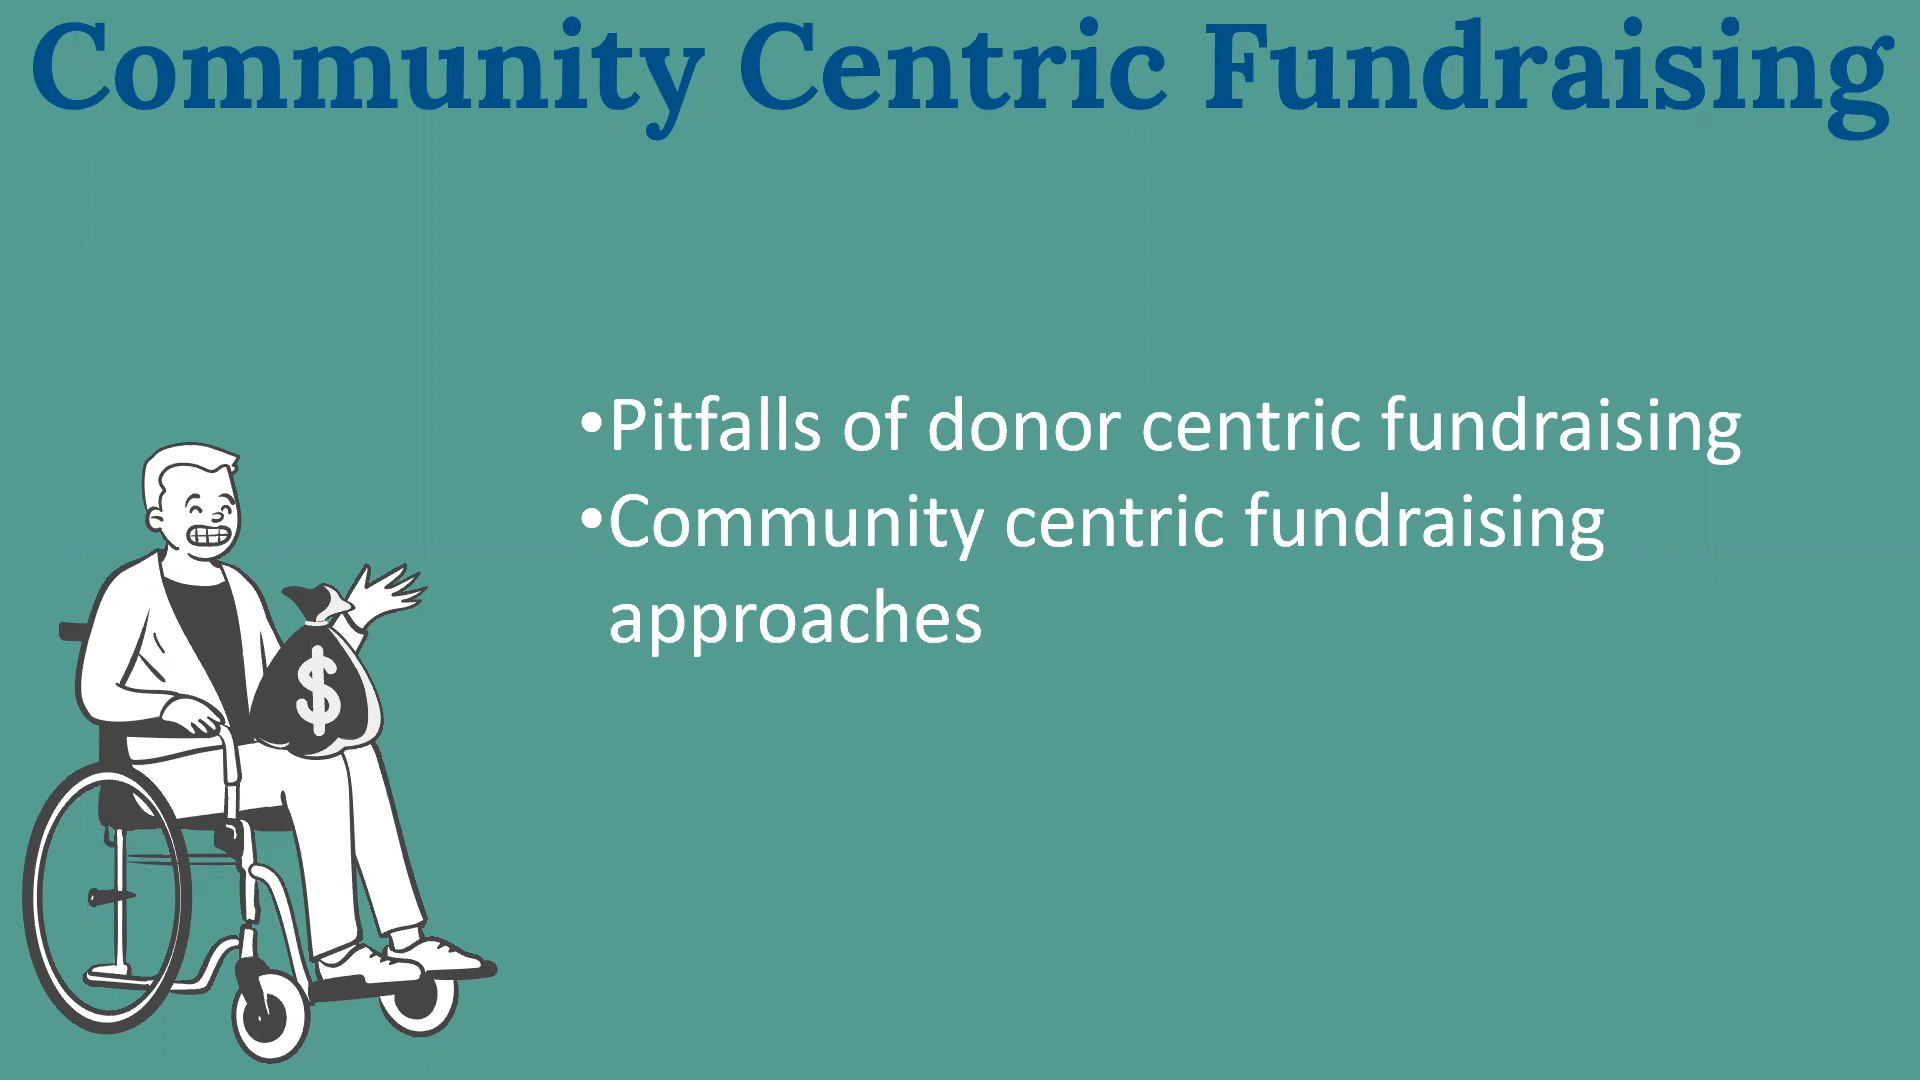 Community Centric Fundraising
•Pitfalls of donor centric fundraising
•Community centric fundraising
approaches
$